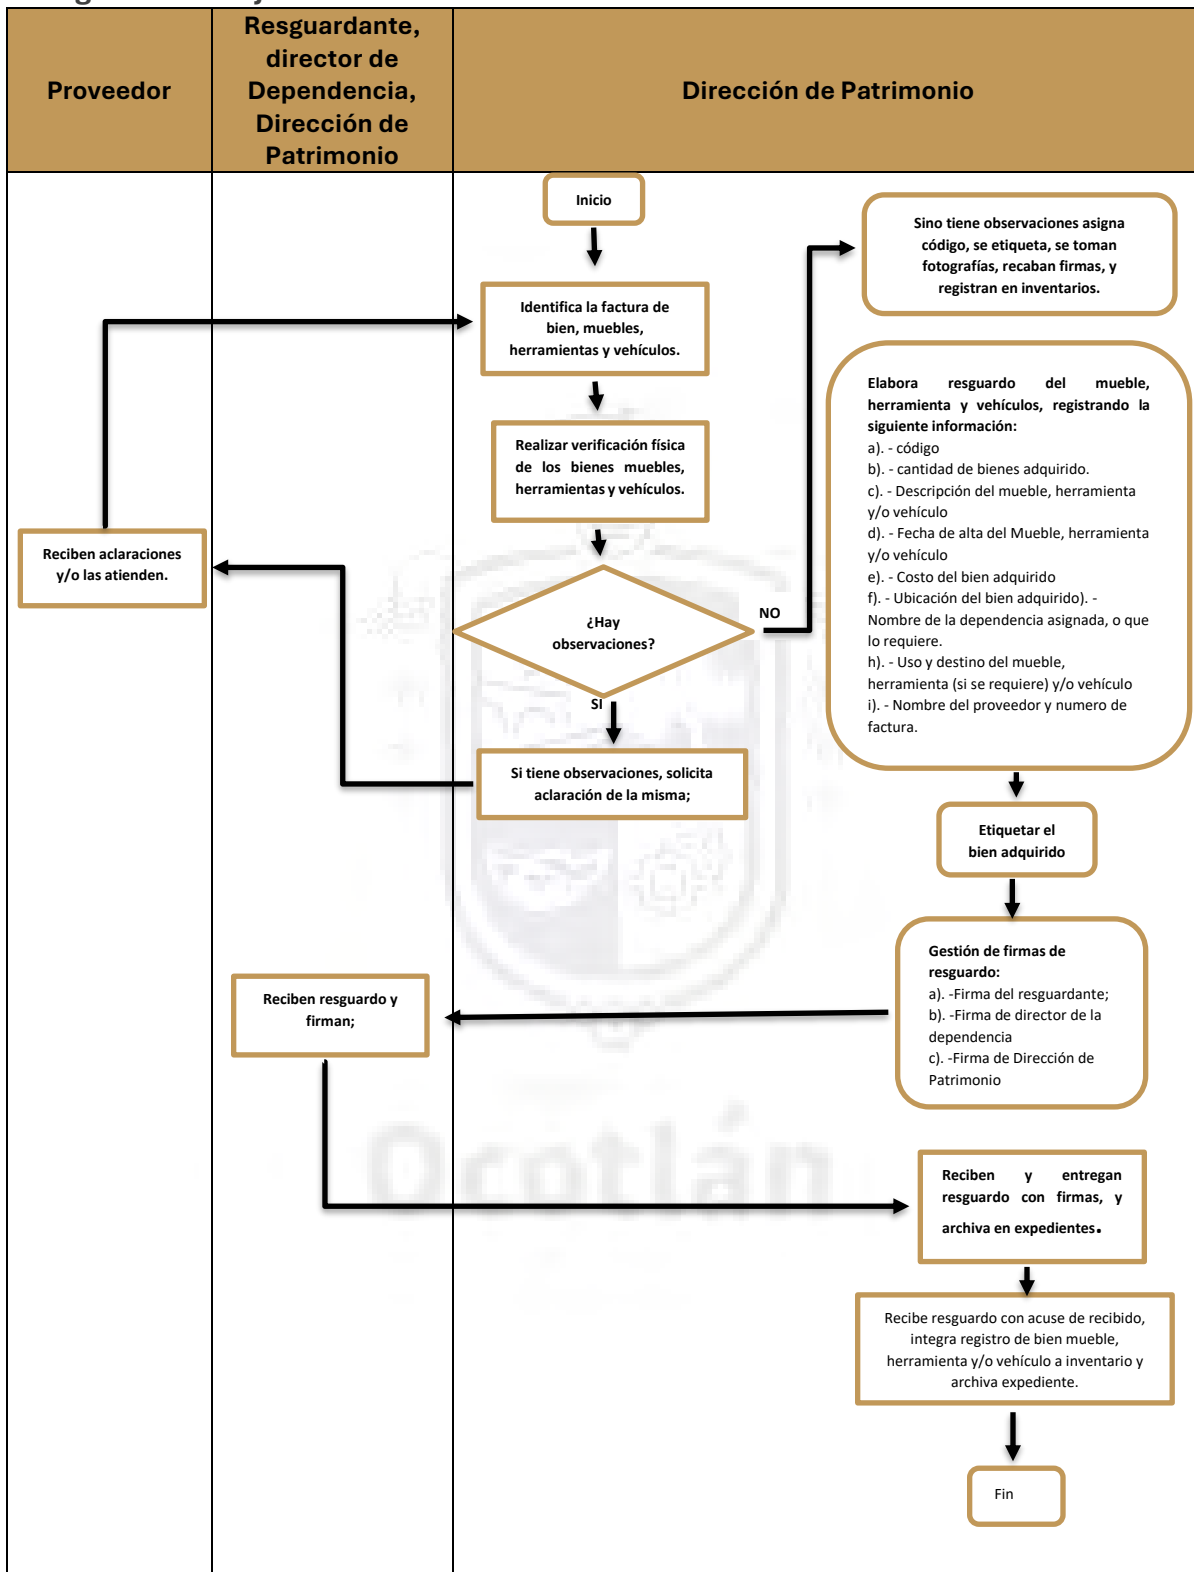 Proveedor
Resguardante,
director de
Dependencia,
Dirección de
Patrimonio
Dirección de Patrimonio
Inicio
Sino tiene observaciones asigna
código, se etiqueta, se toman
fotografías, recaban firmas, y
registran en inventarios.
Identifica la factura de
bien, muebles,
herramientas y vehículos.
Elabora resguardo del mueble,
herramienta y vehículos, registrando la
siguiente información:
a). - código
b). - cantidad de bienes adquirido.
c). - Descripción del mueble, herramienta
y/o vehículo
d). - Fecha de alta del Mueble, herramienta
y/o vehículo
e). - Costo del bien adquirido
f). - Ubicación del bien adquirido). -
Nombre de la dependencia asignada, o que
lo requiere.
h). - Uso y destino del mueble,
herramienta (si se requiere) y/o vehículo
i). - Nombre del proveedor y numero de
factura.
Realizar verificación física
de los bienes muebles,
herramientas y vehículos.
Reciben aclaraciones
y/o las atienden.
¿Hay
observaciones?
NO
SI
Si tiene observaciones, solicita
aclaración de la misma;
Etiquetar el
bien adquirido
Gestión de firmas de
resguardo:
a). -Firma del resguardante;
b). -Firma de director de la
dependencia
c). -Firma de Dirección de
Patrimonio
Reciben resguardo y
firman;
Ocotlán
Reciben y entregan
resguardo con firmas, y
archiva en expedientes.
Recibe resguardo con acuse de recibido,
integra registro de bien mueble,
herramienta y/o vehículo a inventario y
archiva expediente.
Fin